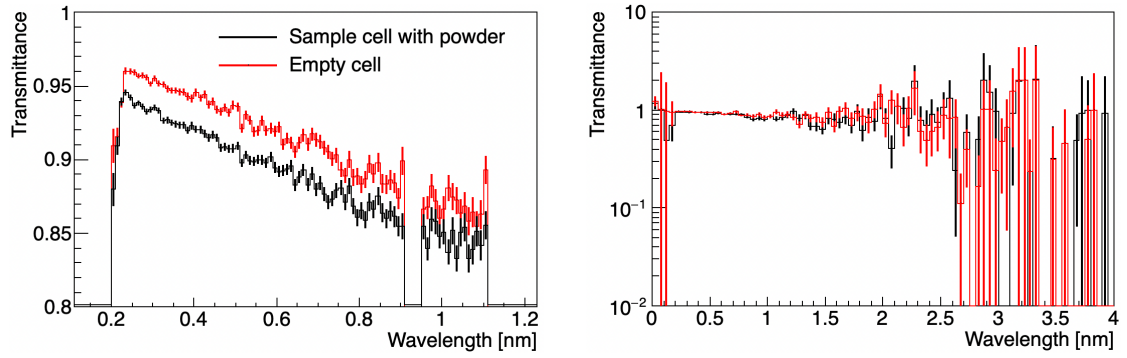 Transmittance
1
0.95
0.9
0.85
0.8
0.2 0.4 0.6 0.8 1 1.2
Wavelength [nm]
Sample cell with powder
Empty cell
Transmittance
10
1
10⁻¹
10⁻²
0 0.5 1 1.5 2 2.5 3 3.5 4
Wavelength [nm]